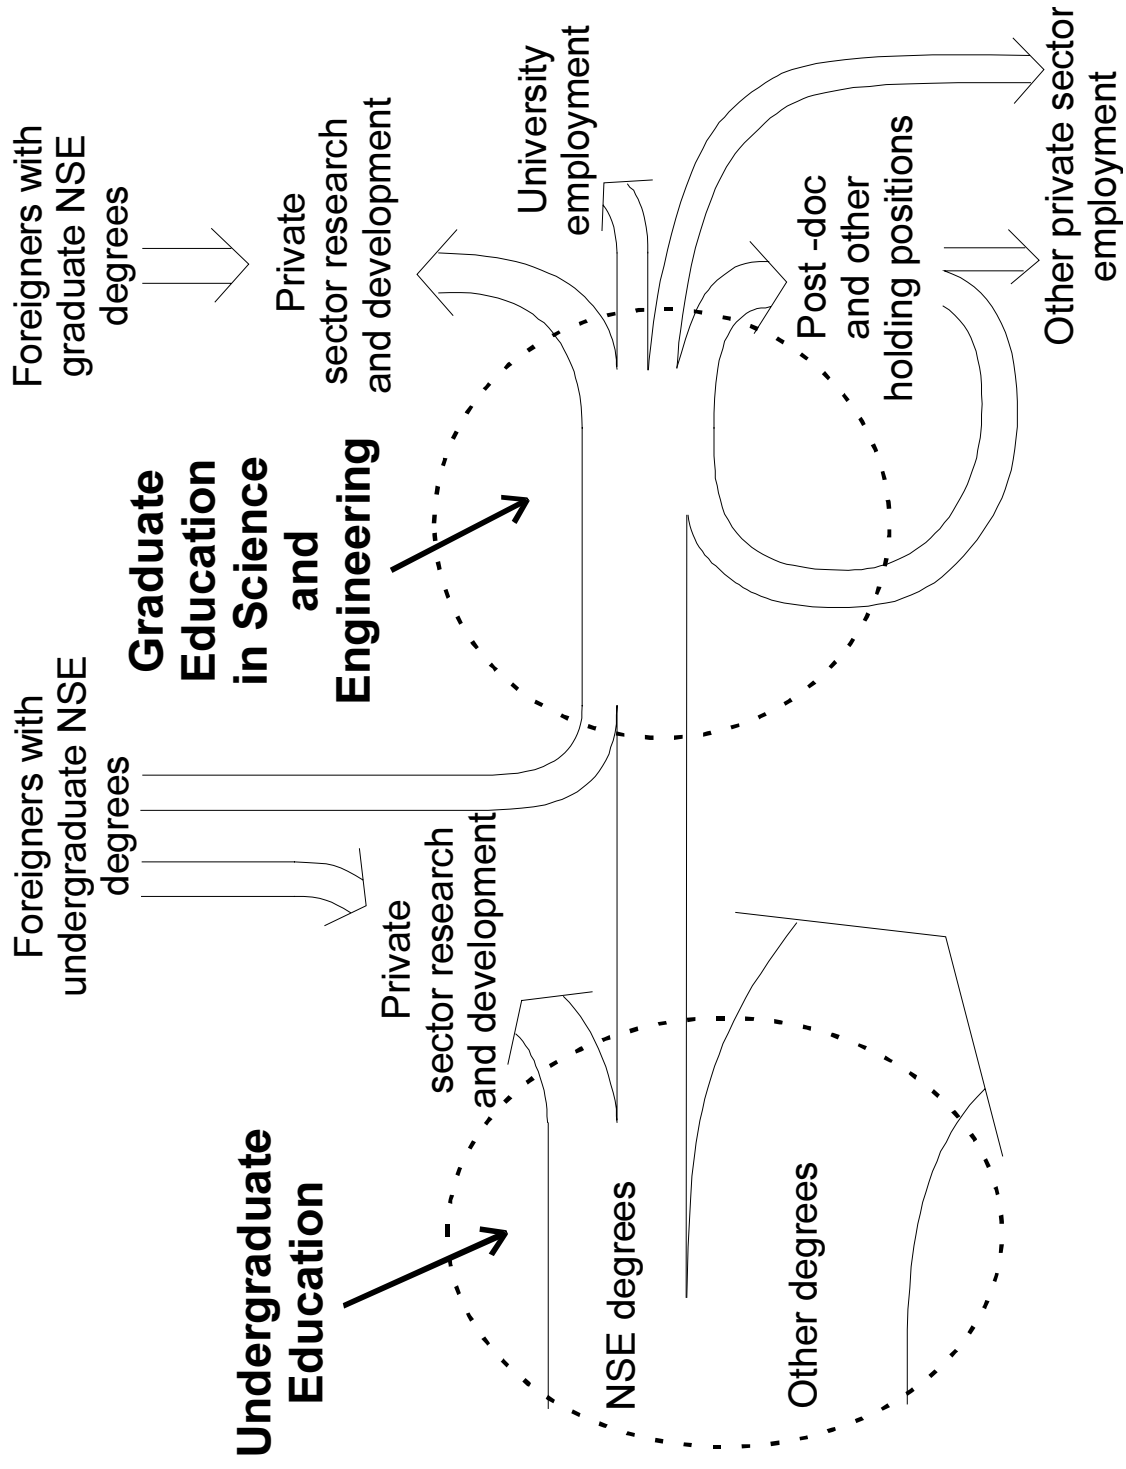 Foreigners with
undergraduate NSE
degrees
Foreigners with
graduate NSE
degrees
Graduate
Education
in Science
and
Engineering
Undergraduate
Education
Private
sector research
and development
Private
sector research
and development
University
employment
NSE degrees
Other degrees
Post -doc
and other
holding positions
Other private sector
employment